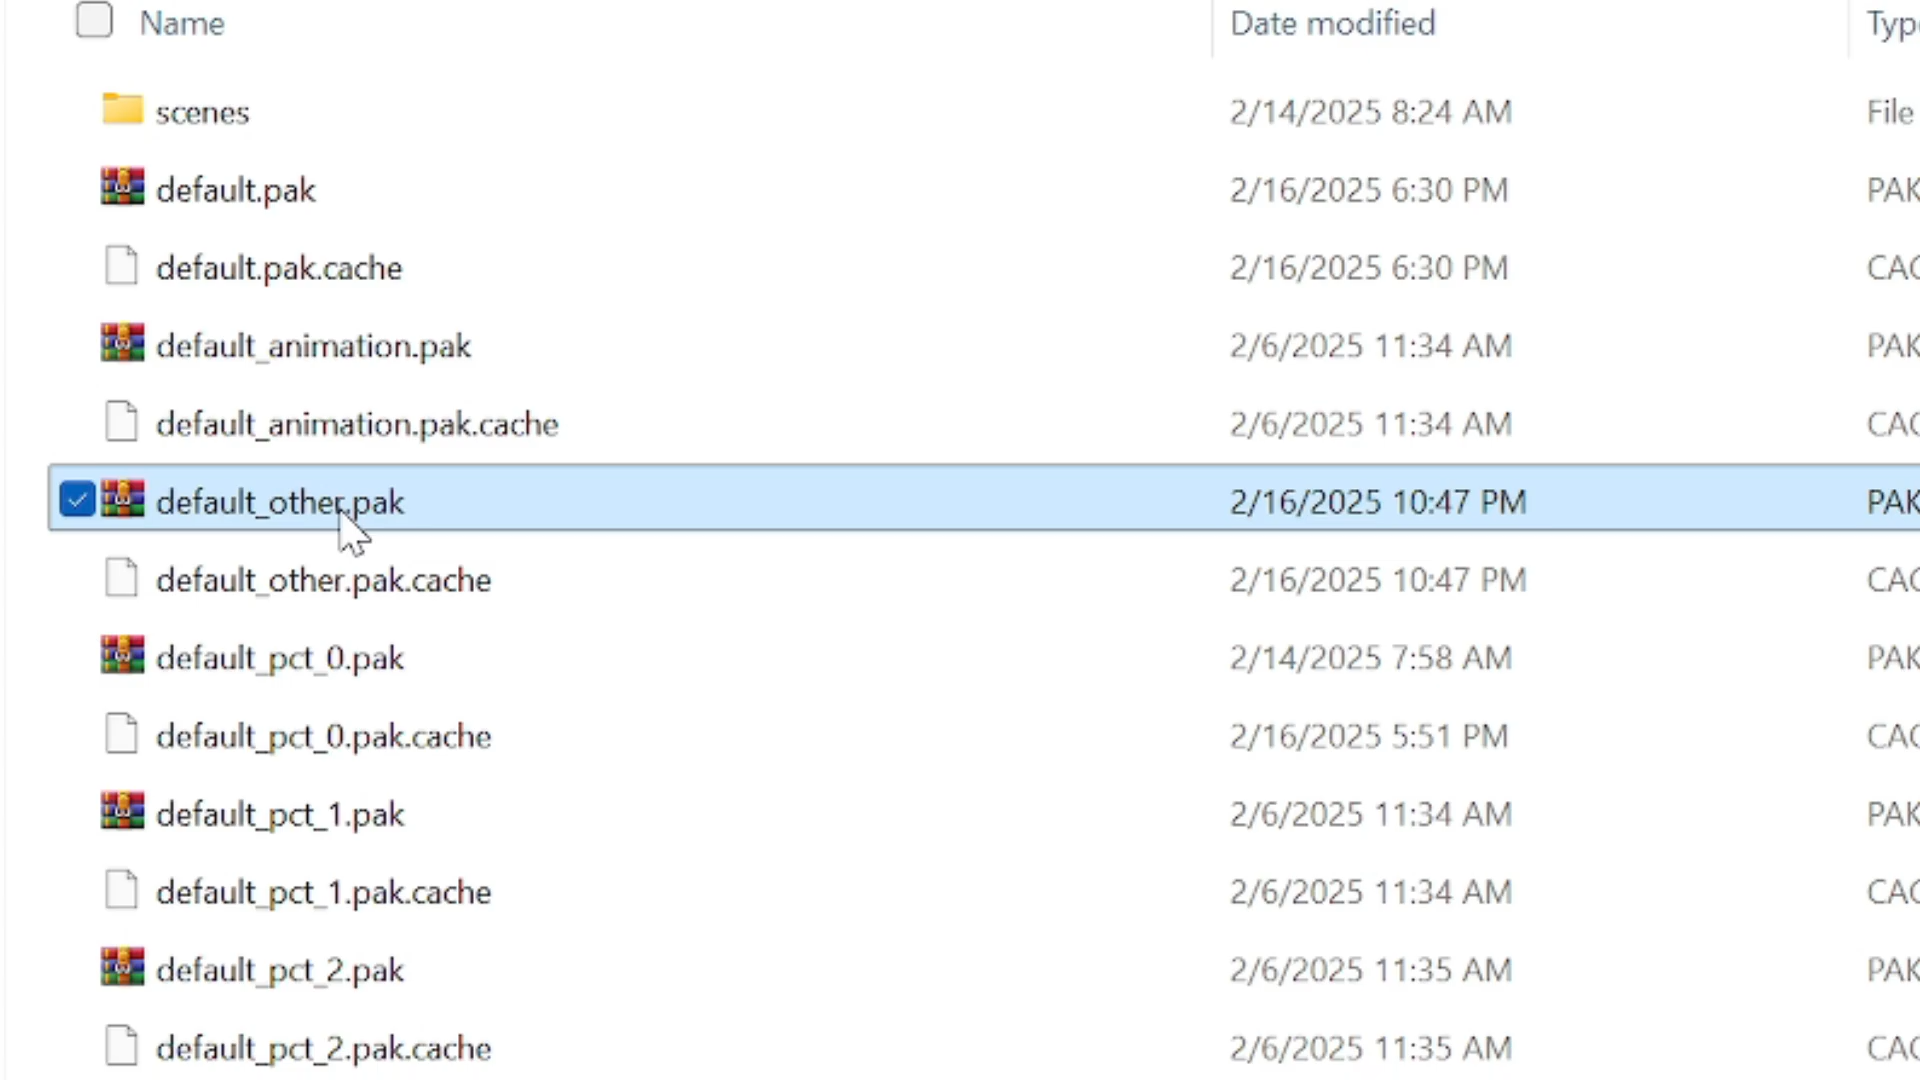 Name Date modified Type
scenes 2/14/2025 8:24 AM File
default.pak 2/16/2025 6:30 PM PAK
default.pak.cache 2/16/2025 6:30 PM CAC
default_animation.pak 2/6/2025 11:34 AM PAK
default_animation.pak.cache 2/6/2025 11:34 AM CAC
default_other.pak 2/16/2025 10:47 PM PAK
default_other.pak.cache 2/16/2025 10:47 PM CAC
default_pct_0.pak 2/14/2025 7:58 AM PAK
default_pct_0.pak.cache 2/16/2025 5:51 PM CAC
default_pct_1.pak 2/6/2025 11:34 AM PAK
default_pct_1.pak.cache 2/6/2025 11:34 AM CAC
default_pct_2.pak 2/6/2025 11:35 AM PAK
default_pct_2.pak.cache 2/6/2025 11:35 AM CAC